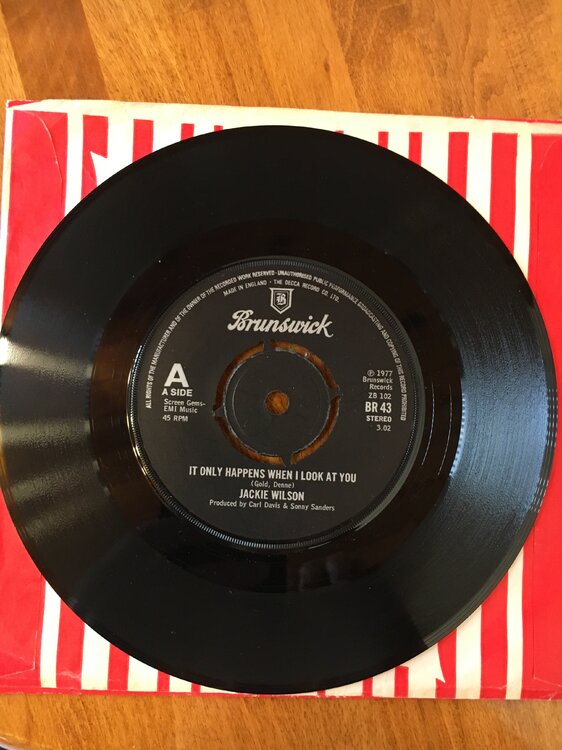 ALL RIGHTS OF THE MANUFACTURER AND OF THE OWNER OF THE RECORDED WORK RESERVED · UNAUTHORISED PUBLIC PERFORMANCE BROADCASTING AND COPYING OF THIS RECORD PROHIBITED
MADE IN ENGLAND · THE DECCA RECORD CO. LTD.
B
Brunswick
A
A SIDE
Screen Gems-
EMI Music
45 RPM
℗ 1977
Brunswick
Records
ZB 102
BR 43
STEREO
3.02
IT ONLY HAPPENS WHEN I LOOK AT YOU
(Gold, Denne)
JACKIE WILSON
Produced by Carl Davis & Sonny Sanders